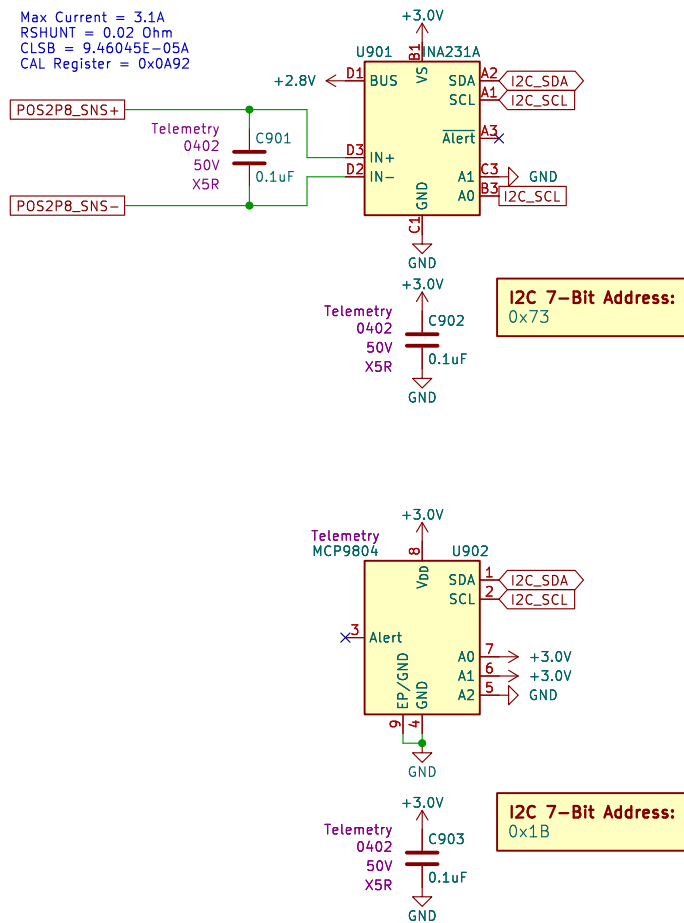 Max Current = 3.1A
RSHUNT = 0.02 Ohm
CLSB = 9.46045E-05A
CAL Register = 0x0A92
+3.0V
U901
B1
INA231A
+2.8V
D1
BUS
VS
SDA
A2
I2C_SDA
SCL
A1
I2C_SCL
POS2P8_SNS+
Telemetry
0402
50V
X5R
C901
0.1uF
Alert
A3
D3
IN+
D2
IN-
A1
C3
GND
A0
B3
I2C_SCL
POS2P8_SNS-
GND
C1
GND
+3.0V
Telemetry
0402
50V
X5R
C902
0.1uF
GND
I2C 7-Bit Address:
0x73
+3.0V
Telemetry
MCP9804
8
U902
VDD
SDA
1
I2C_SDA
SCL
2
I2C_SCL
3
Alert
A0
7
+3.0V
A1
6
+3.0V
A2
5
GND
EP/GND
GND
9
4
GND
+3.0V
Telemetry
0402
50V
X5R
C903
0.1uF
GND
I2C 7-Bit Address:
0x1B